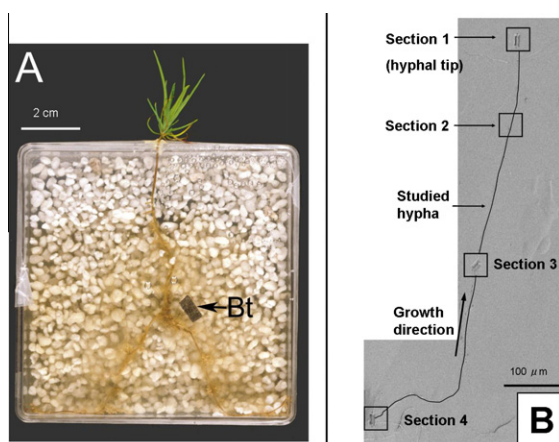 A
2 cm
Bt
Section 1
(hyphal tip)
Section 2
Studied
hypha
Section 3
Growth
direction
100 μm
Section 4
B